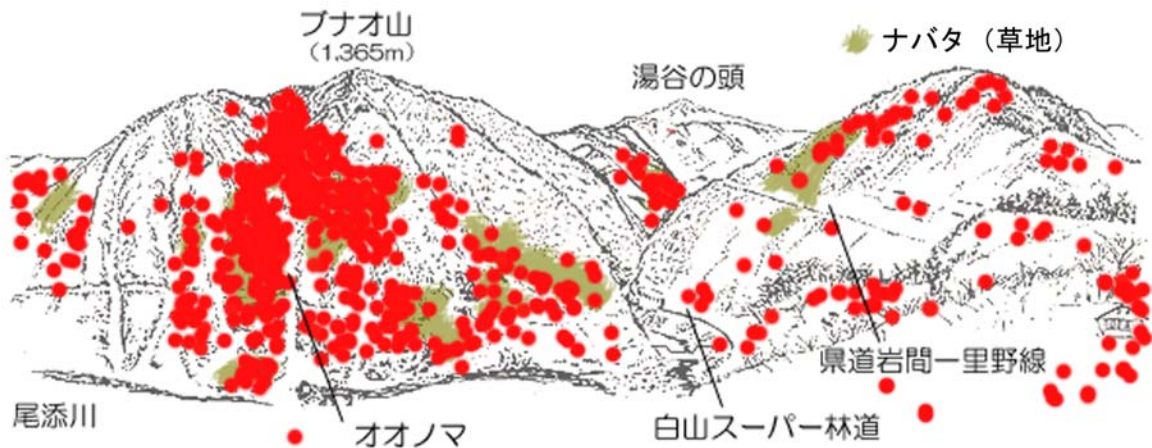 ブナオ山
（1,365m）
ナバタ（草地）
湯谷の頭
県道岩間一里野線
白山スーパー林道
尾添川
オオノマ